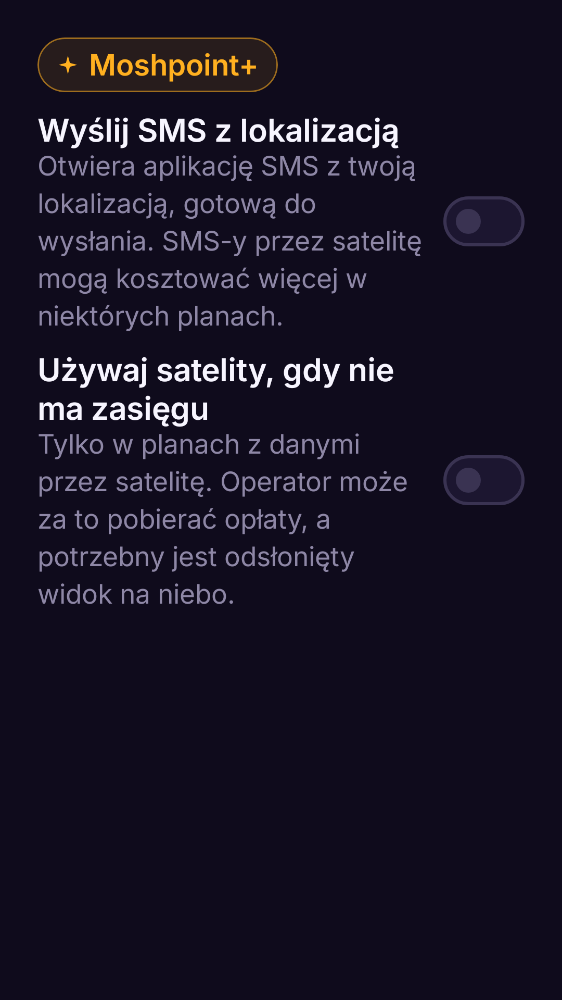 Moshpoint+
Wyślij SMS z lokalizacją
Otwiera aplikację SMS z twoją
lokalizacją, gotową do
wysłania. SMS-y przez satelitę
mogą kosztować więcej w
niektórych planach.
Używaj satelity, gdy nie
ma zasięgu
Tylko w planach z danymi
przez satelitę. Operator może
za to pobierać opłaty, a
potrzebny jest odsłonięty
widok na niebo.